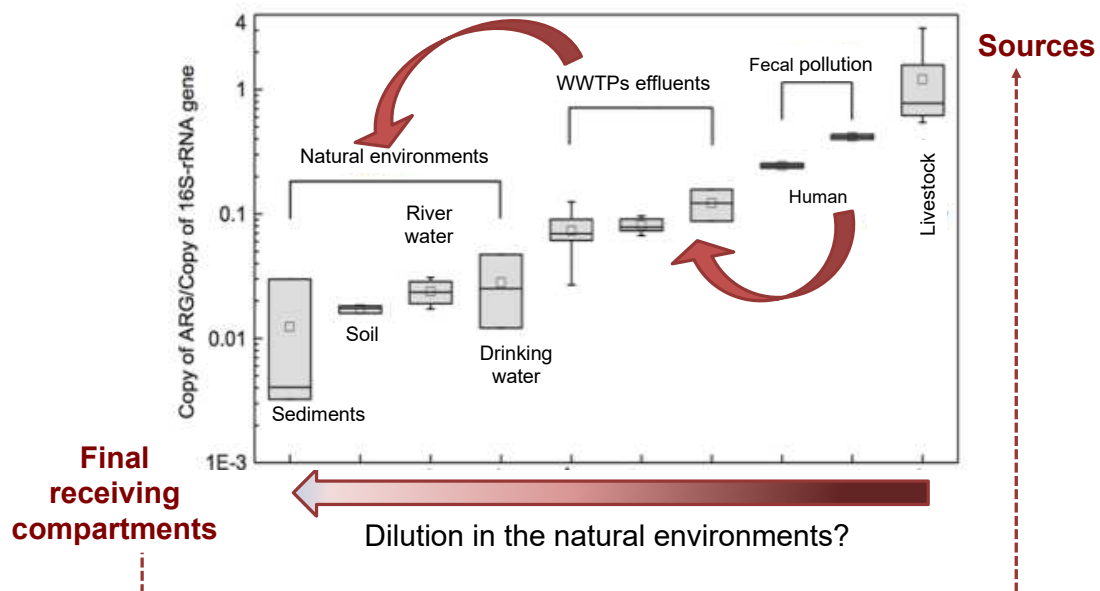 Sources
4
1
0.1
0.01
1E-3
Copy of ARG/Copy of 16S-rRNA gene
Fecal pollution
WWTPs effluents
Natural environments
River
water
Human
Livestock
Soil
Drinking
water
Sediments
Final
receiving
compartments
Dilution in the natural environments?